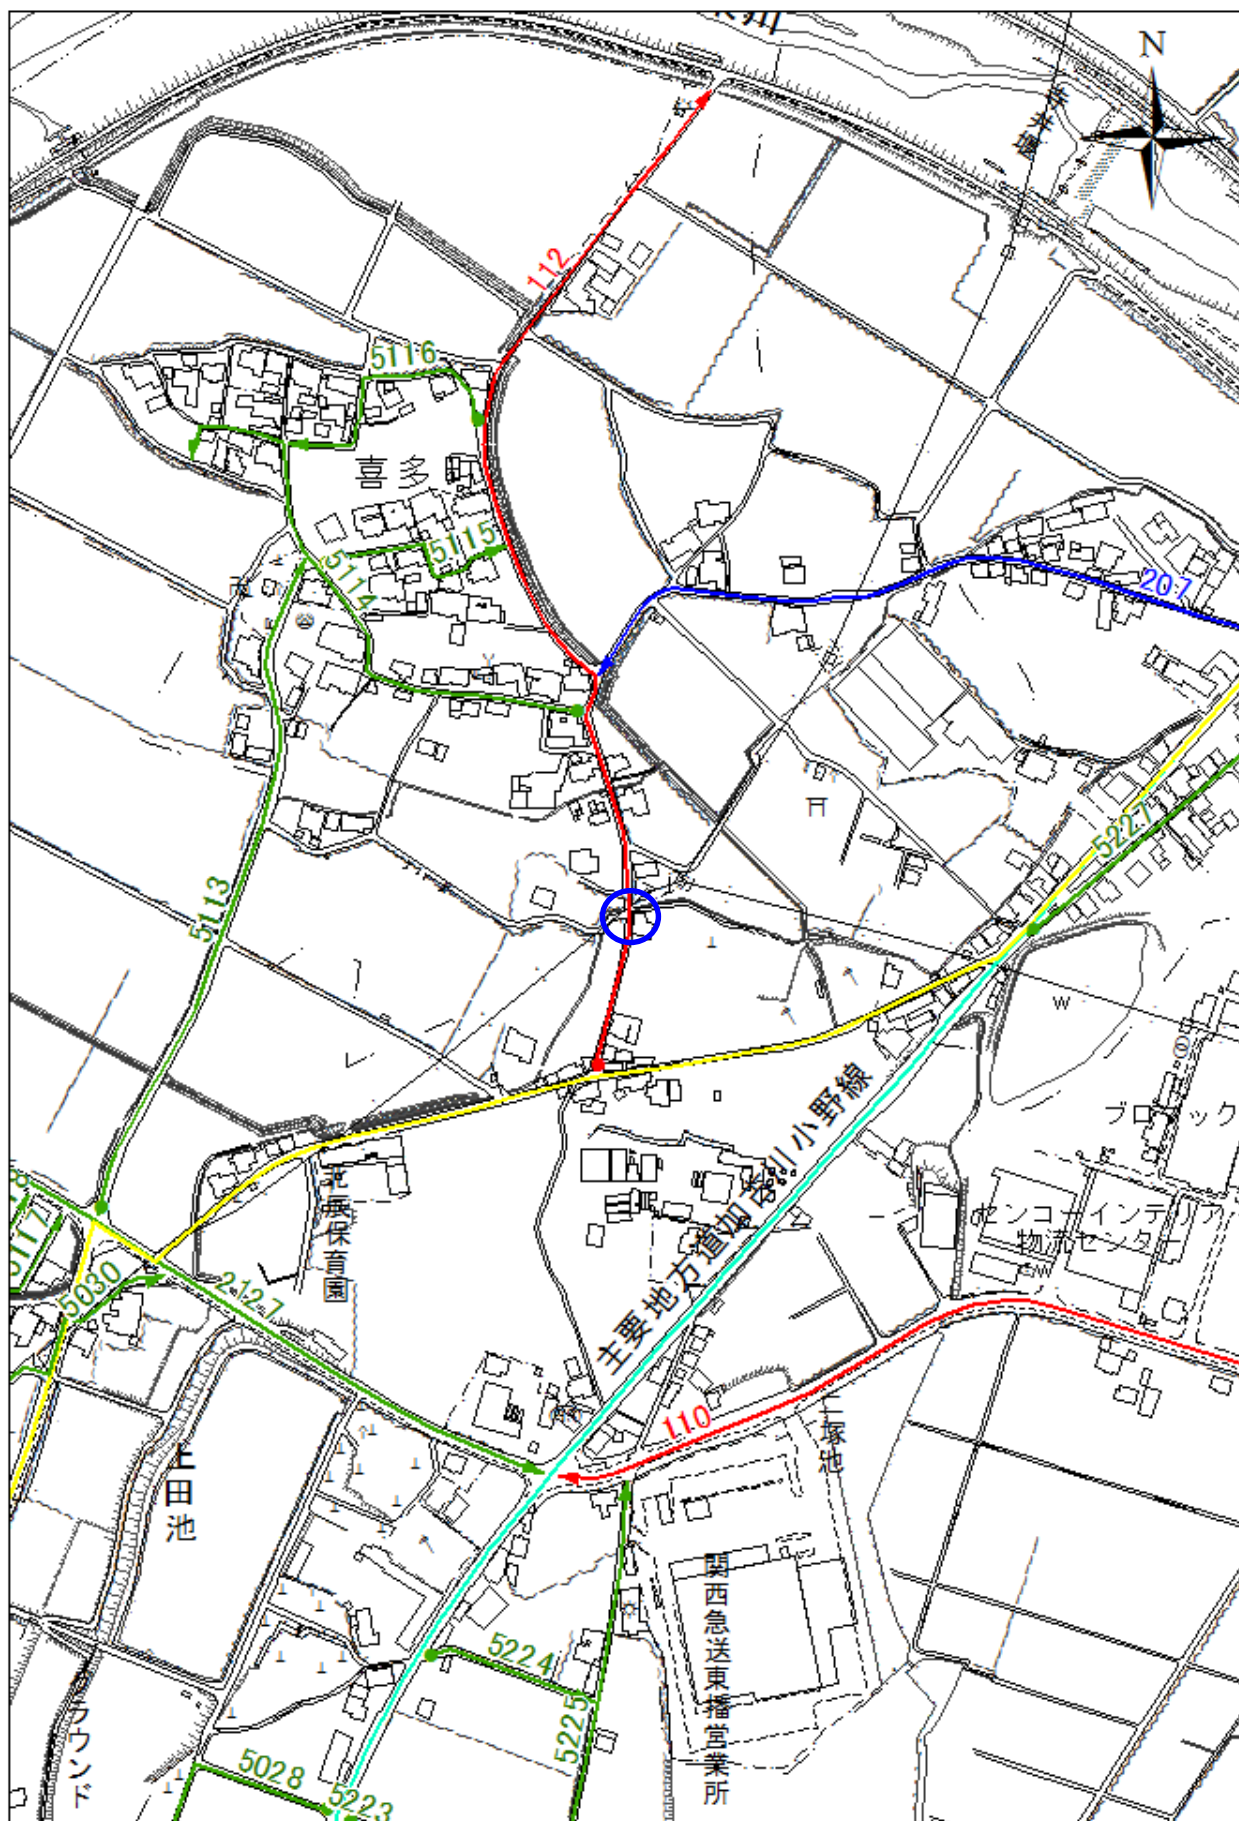 N
112
5116
喜多
5115
5114
207
5227
5113
W
主要地方道加古川小野線
ブロック
センコーインテリア
物流センター
北辰保育園
5117
5030
2127
110
二塚池
上田池
関西急送東播営業所
5224
5225
グラウンド
5028
5223